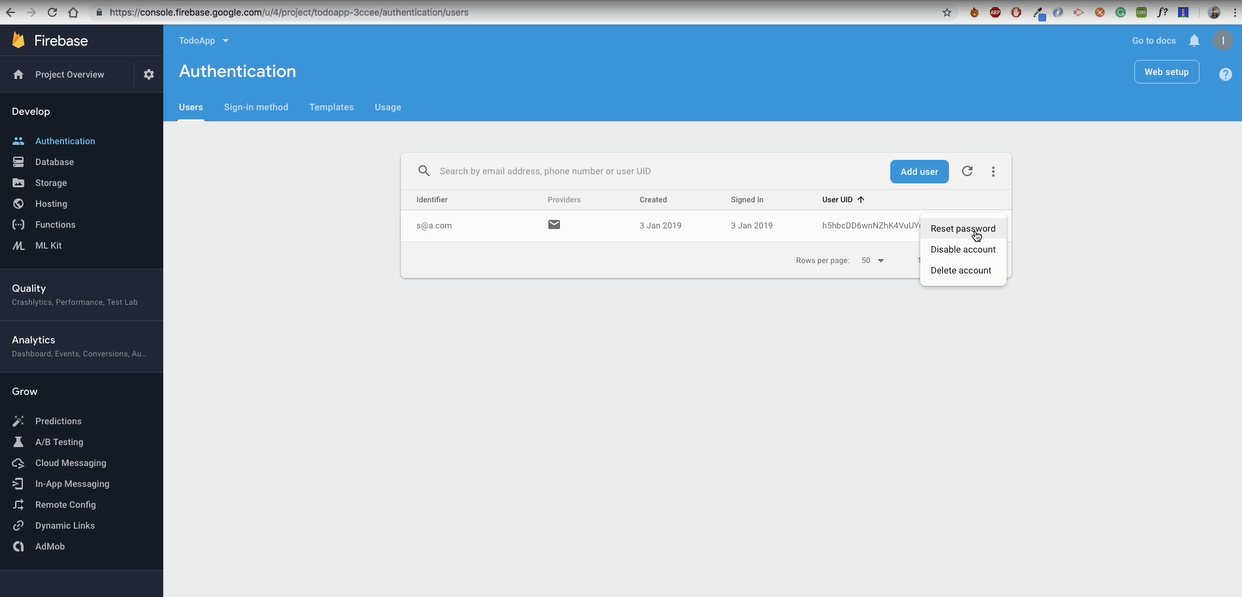 https://console.firebase.google.com/u/4/project/todoapp-3ccee/authentication/users
Firebase
Project Overview
Develop
Authentication
Database
Storage
Hosting
Functions
ML Kit
Quality
Crashlytics, Performance, Test Lab
Analytics
Dashboard, Events, Conversions, Au...
Grow
Predictions
A/B Testing
Cloud Messaging
In-App Messaging
Remote Config
Dynamic Links
AdMob
TodoApp
Go to docs
I
Authentication
Web setup
Users Sign-in method Templates Usage
Search by email address, phone number or user UID
Add user
Identifier Providers Created Signed In User UID
s@a.com 3 Jan 2019 3 Jan 2019
Reset password
Disable account
Delete account
Rows per page: 50